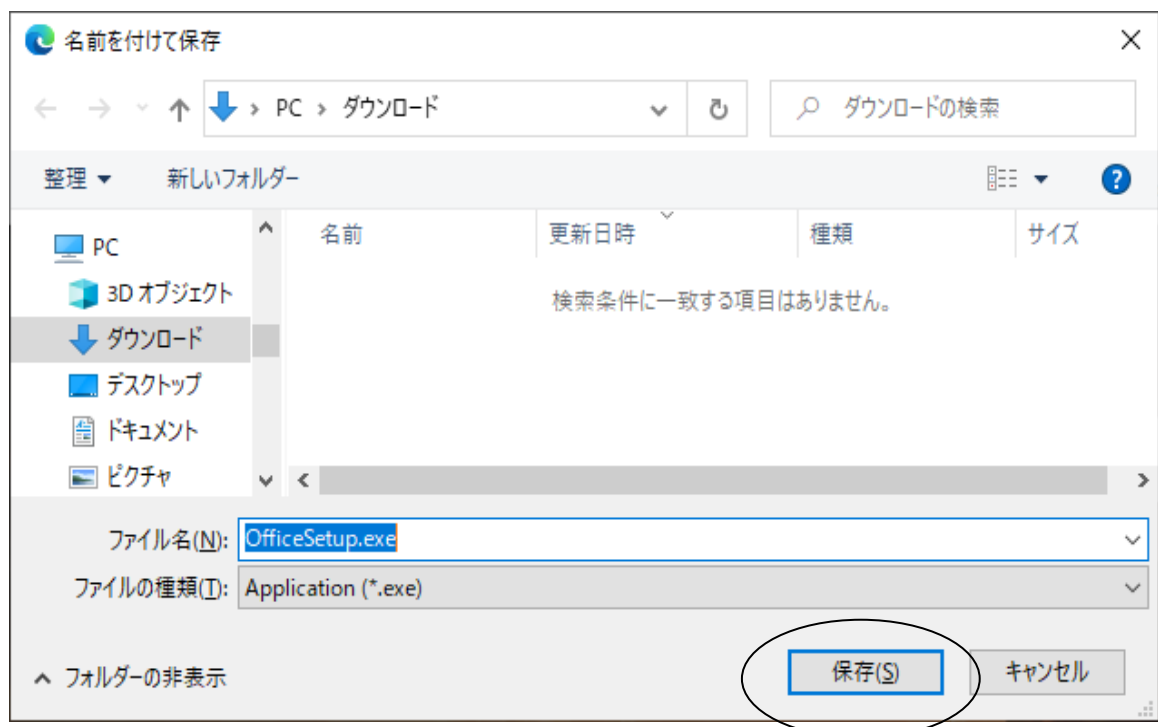 名前を付けて保存
PC › ダウンロード
ダウンロードの検索
整理
新しいフォルダー
名前 更新日時 種類 サイズ
検索条件に一致する項目はありません。
PC
3D オブジェクト
ダウンロード
デスクトップ
ドキュメント
ピクチャ
ファイル名(N): OfficeSetup.exe
ファイルの種類(T): Application (*.exe)
フォルダーの非表示
保存(S) キャンセル